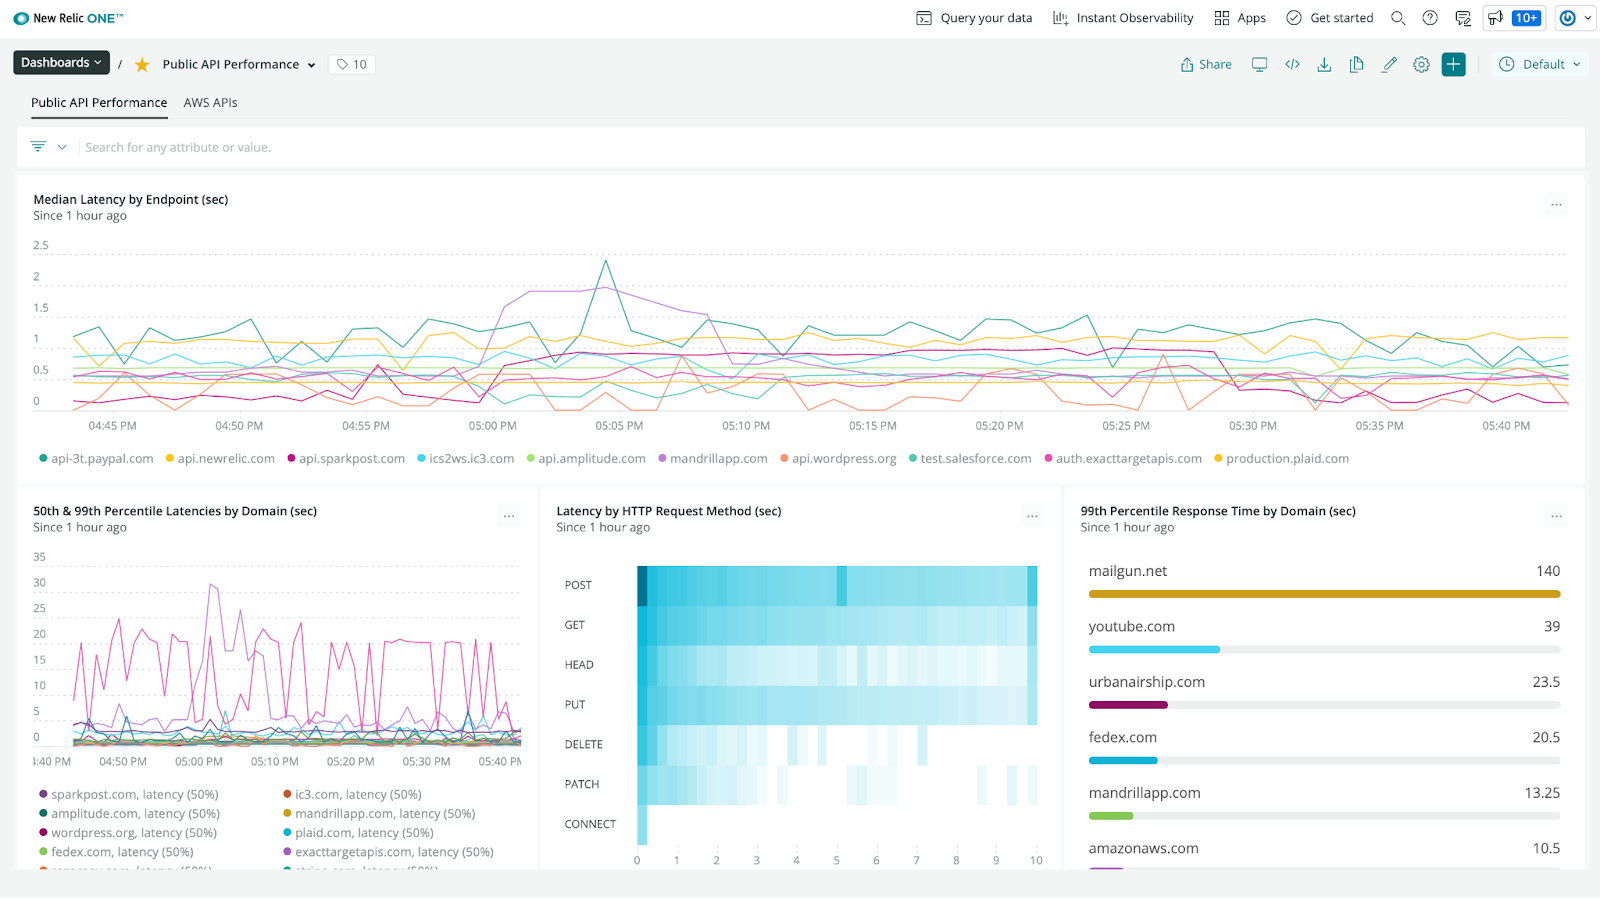 New Relic ONE™
Query your data
Instant Observability
Apps
Get started
10+
Dashboards
/
Public API Performance
10
Share
Default
Public API Performance
AWS APIs
Search for any attribute or value.
Median Latency by Endpoint (sec)
Since 1 hour ago
2.5
2
1.5
1
0.5
0
04:45 PM
04:50 PM
04:55 PM
05:00 PM
05:05 PM
05:10 PM
05:15 PM
05:20 PM
05:25 PM
05:30 PM
05:35 PM
05:40 PM
api-3t.paypal.com
api.newrelic.com
api.sparkpost.com
ics2ws.ic3.com
api.amplitude.com
mandrillapp.com
api.wordpress.org
test.salesforce.com
auth.exacttargetapis.com
production.plaid.com
50th & 99th Percentile Latencies by Domain (sec)
Since 1 hour ago
35
30
25
20
15
10
5
0
4:40 PM
04:50 PM
05:00 PM
05:10 PM
05:20 PM
05:30 PM
05:40 PM
sparkpost.com, latency (50%)
ic3.com, latency (50%)
amplitude.com, latency (50%)
mandrillapp.com, latency (50%)
wordpress.org, latency (50%)
plaid.com, latency (50%)
fedex.com, latency (50%)
exacttargetapis.com, latency (50%)
Latency by HTTP Request Method (sec)
Since 1 hour ago
POST
GET
HEAD
PUT
DELETE
PATCH
CONNECT
0
1
2
3
4
5
6
7
8
9
10
99th Percentile Response Time by Domain (sec)
Since 1 hour ago
mailgun.net 140
youtube.com 39
urbanairship.com 23.5
fedex.com 20.5
mandrillapp.com 13.25
amazonaws.com 10.5